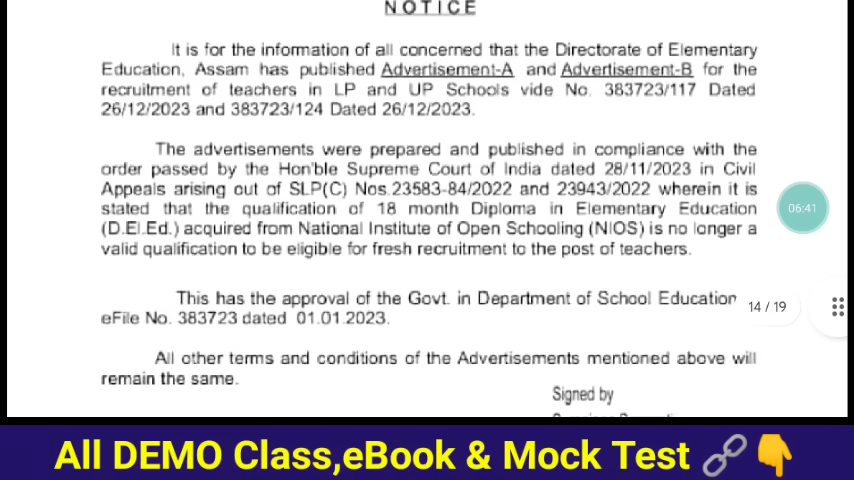 NOTICE
It is for the information of all concerned that the Directorate of Elementary
Education, Assam has published Advertisement-A and Advertisement-B for the
recruitment of teachers in LP and UP Schools vide No. 383723/117 Dated
26/12/2023 and 383723/124 Dated 26/12/2023.
The advertisements were prepared and published in compliance with the
order passed by the Hon'ble Supreme Court of India dated 28/11/2023 in Civil
Appeals arising out of SLP(C) Nos.23583-84/2022 and 23943/2022 wherein it is
stated that the qualification of 18 month Diploma in Elementary Education
(D.El.Ed.) acquired from National Institute of Open Schooling (NIOS) is no longer a
valid qualification to be eligible for fresh recruitment to the post of teachers.
06:41
This has the approval of the Govt. in Department of School Education
14 / 19
eFile No. 383723 dated 01.01.2023.
All other terms and conditions of the Advertisements mentioned above will
remain the same.
Signed by
All DEMO Class,eBook & Mock Test